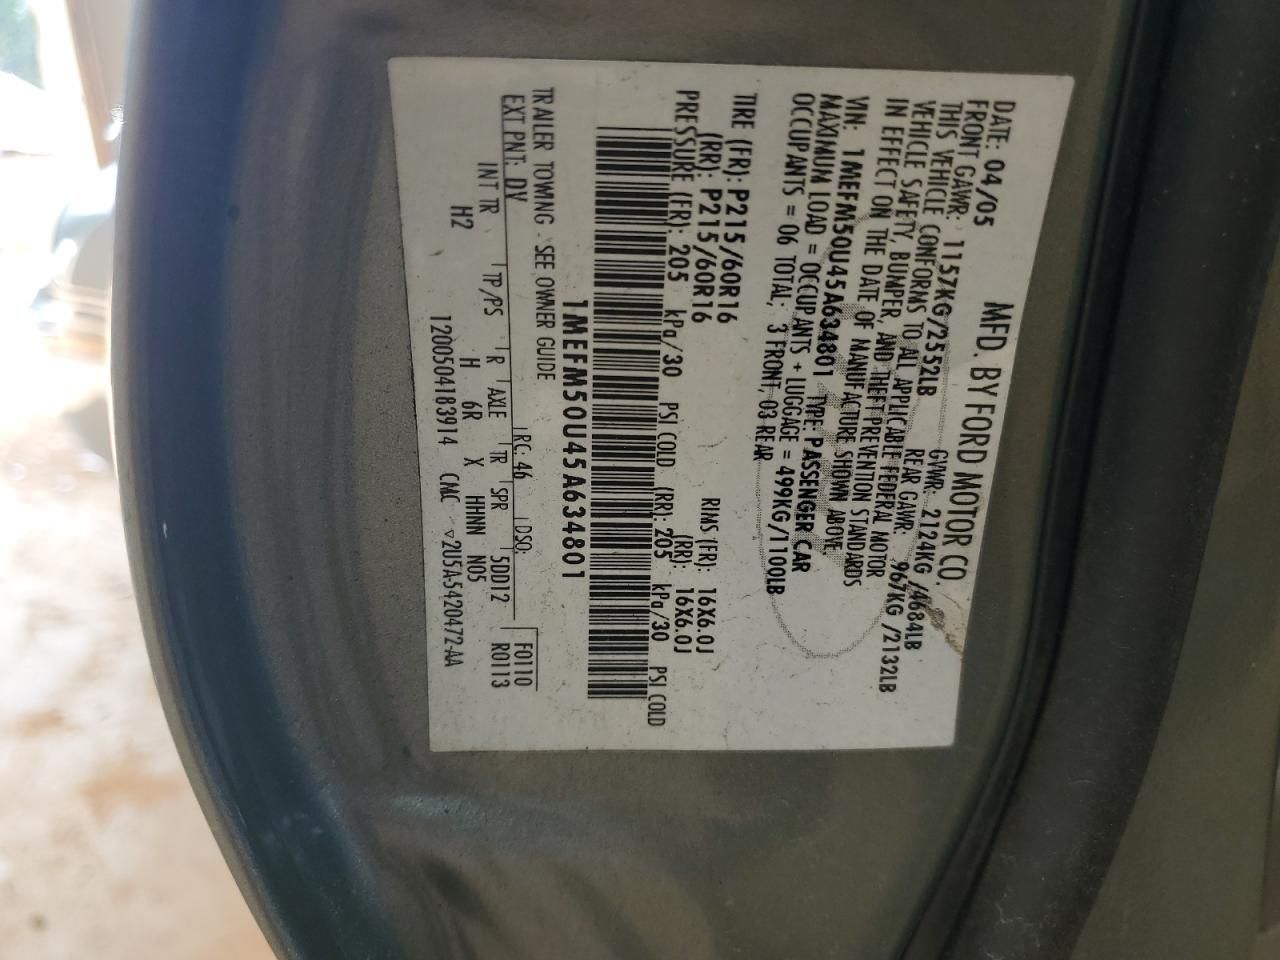 MFD. BY FORD MOTOR CO.
DATE: 04/05 GVWR: 2124KG /4684LB
FRONT GAWR: 1157KG/2552LB REAR GAWR: 967KG /2132LB
THIS VEHICLE CONFORMS TO ALL APPLICABLE FEDERAL MOTOR
VEHICLE SAFETY, BUMPER, AND THEFT PREVENTION STANDARDS
IN EFFECT ON THE DATE OF MANUFACTURE SHOWN ABOVE.
VIN: 1MEFM50U45A634801 TYPE: PASSENGER CAR
MAXIMUM LOAD = OCCUPANTS + LUGGAGE = 499KG/1100LB
OCCUPANTS = 06 TOTAL; 3 FRONT, 03 REAR
TIRE (FR): P215/60R16 RIMS (FR): 16X6.0J
(RR): P215/60R16 (RR): 16X6.0J
PRESSURE (FR): 205 kPa/30 PSI COLD (RR): 205 kPa/30 PSI COLD
1MEFM50U45A634801
TRAILER TOWING - SEE OWNER GUIDE
EXT PNT: DV RC: 46 DSO: F0110
INT TR TP/PS R AXLE TR SPR 50D112 R0113
H2 H 6R X HHNN N05
120050418 3914 CMC ▽2U5A-5420472-AA